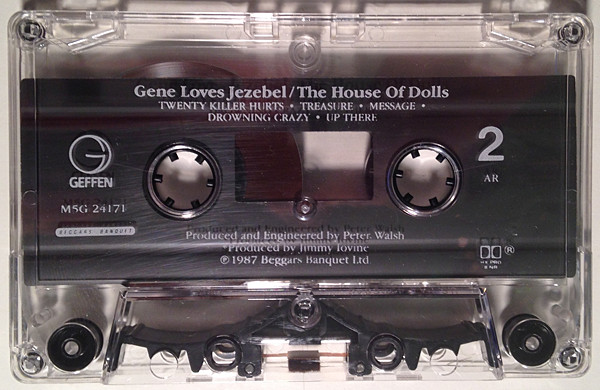 Gene Loves Jezebel/The House Of Dolls
TWENTY KILLER HURTS • TREASURE • MESSAGE •
DROWNING CRAZY • UP THERE
2
AR
G
GEFFEN
M5G 24171
BEGGARS BANQUET
Produced and Engineered by Peter Walsh
*Produced by Jimmy Iovine
℗ 1987 Beggars Banquet Ltd